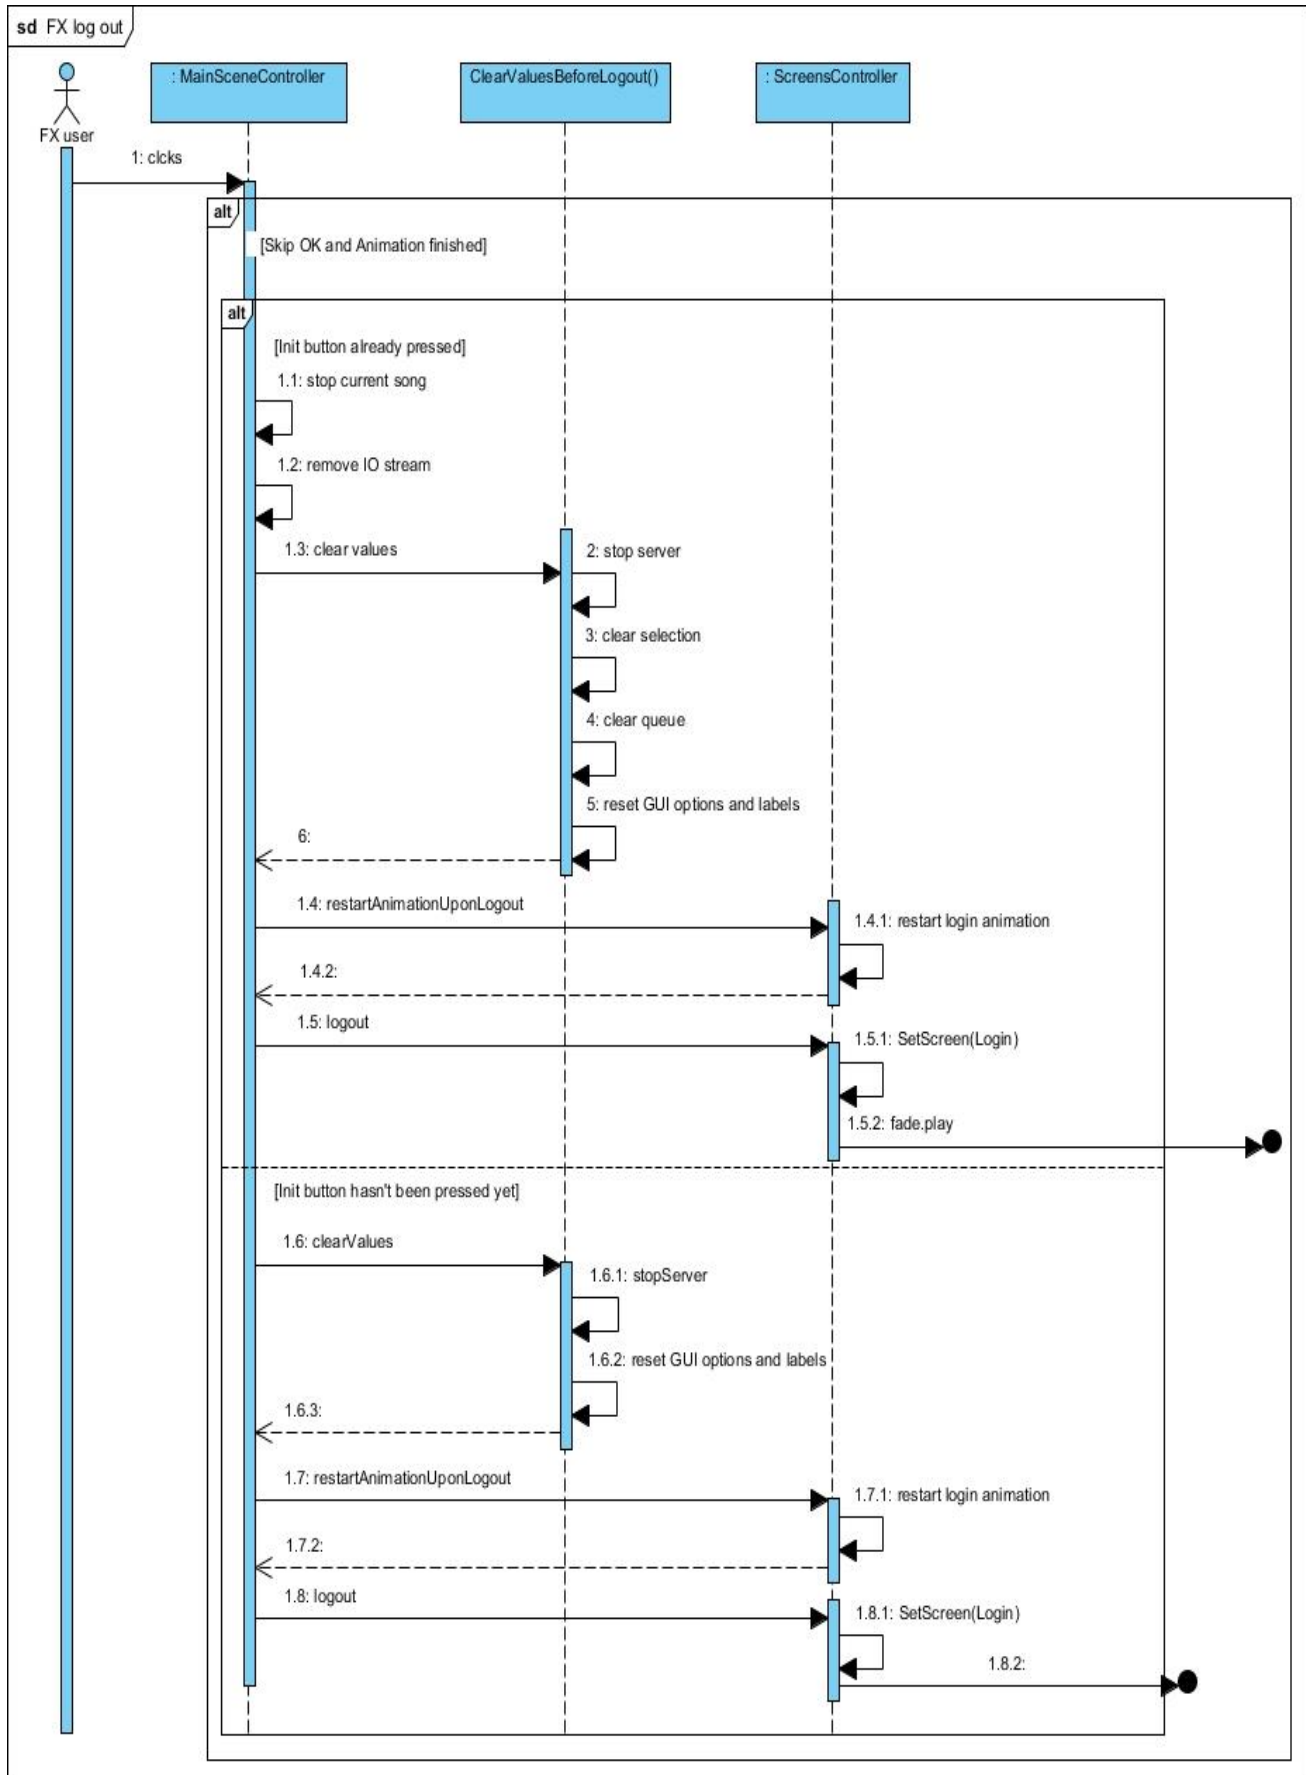 sd FX log out
: MainSceneController
ClearValuesBeforeLogout()
: ScreensController
FX user
1: clcks
alt
[Skip OK and Animation finished]
alt
[Init button already pressed]
1.1: stop current song
1.2: remove IO stream
1.3: clear values
2: stop server
3: clear selection
4: clear queue
5: reset GUI options and labels
6:
1.4: restartAnimationUponLogout
1.4.1: restart login animation
1.4.2:
1.5: logout
1.5.1: SetScreen(Login)
1.5.2: fade.play
[Init button hasn't been pressed yet]
1.6: clearValues
1.6.1: stopServer
1.6.2: reset GUI options and labels
1.6.3:
1.7: restartAnimationUponLogout
1.7.1: restart login animation
1.7.2:
1.8: logout
1.8.1: SetScreen(Login)
1.8.2: